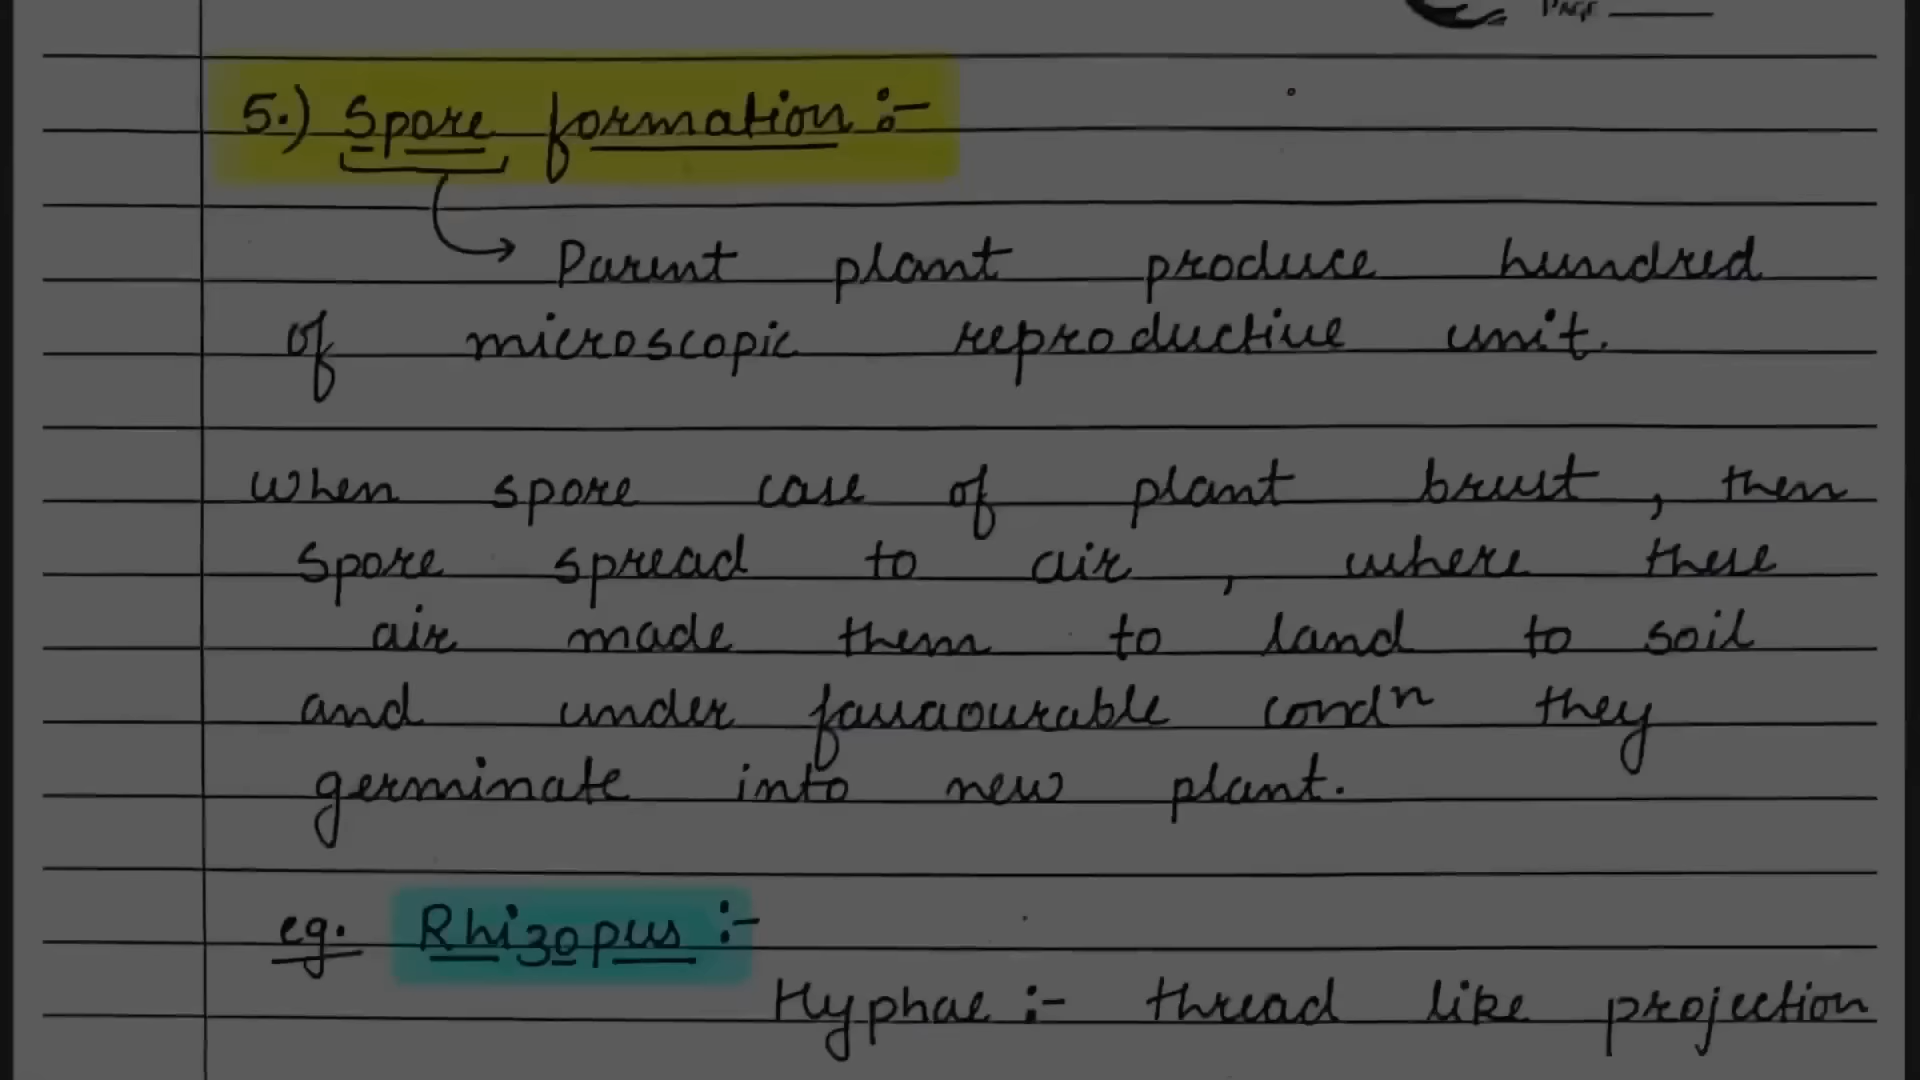 PAGE
5.) Spore formation :-
Parent plant produce hundred
of microscopic reproductive unit.
When spore case of plant brust, then
spore spread to air, where these
air made them to land to soil
and under favaourable condn they
germinate into new plant.
eg. Rhizopus :-
Hyphae :- thread like projection